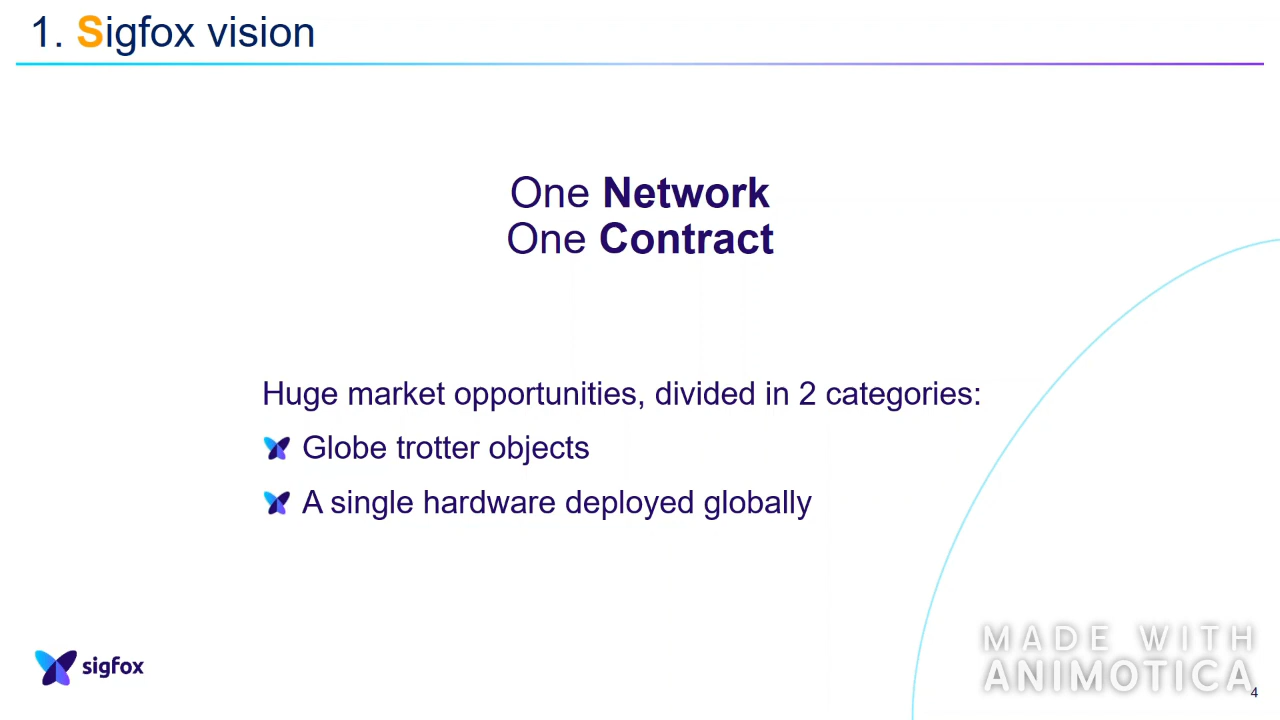 1. Sigfox vision
One Network
One Contract
Huge market opportunities, divided in 2 categories:
Globe trotter objects
A single hardware deployed globally
sigfox
MADE WITH
ANIMOTICA
4